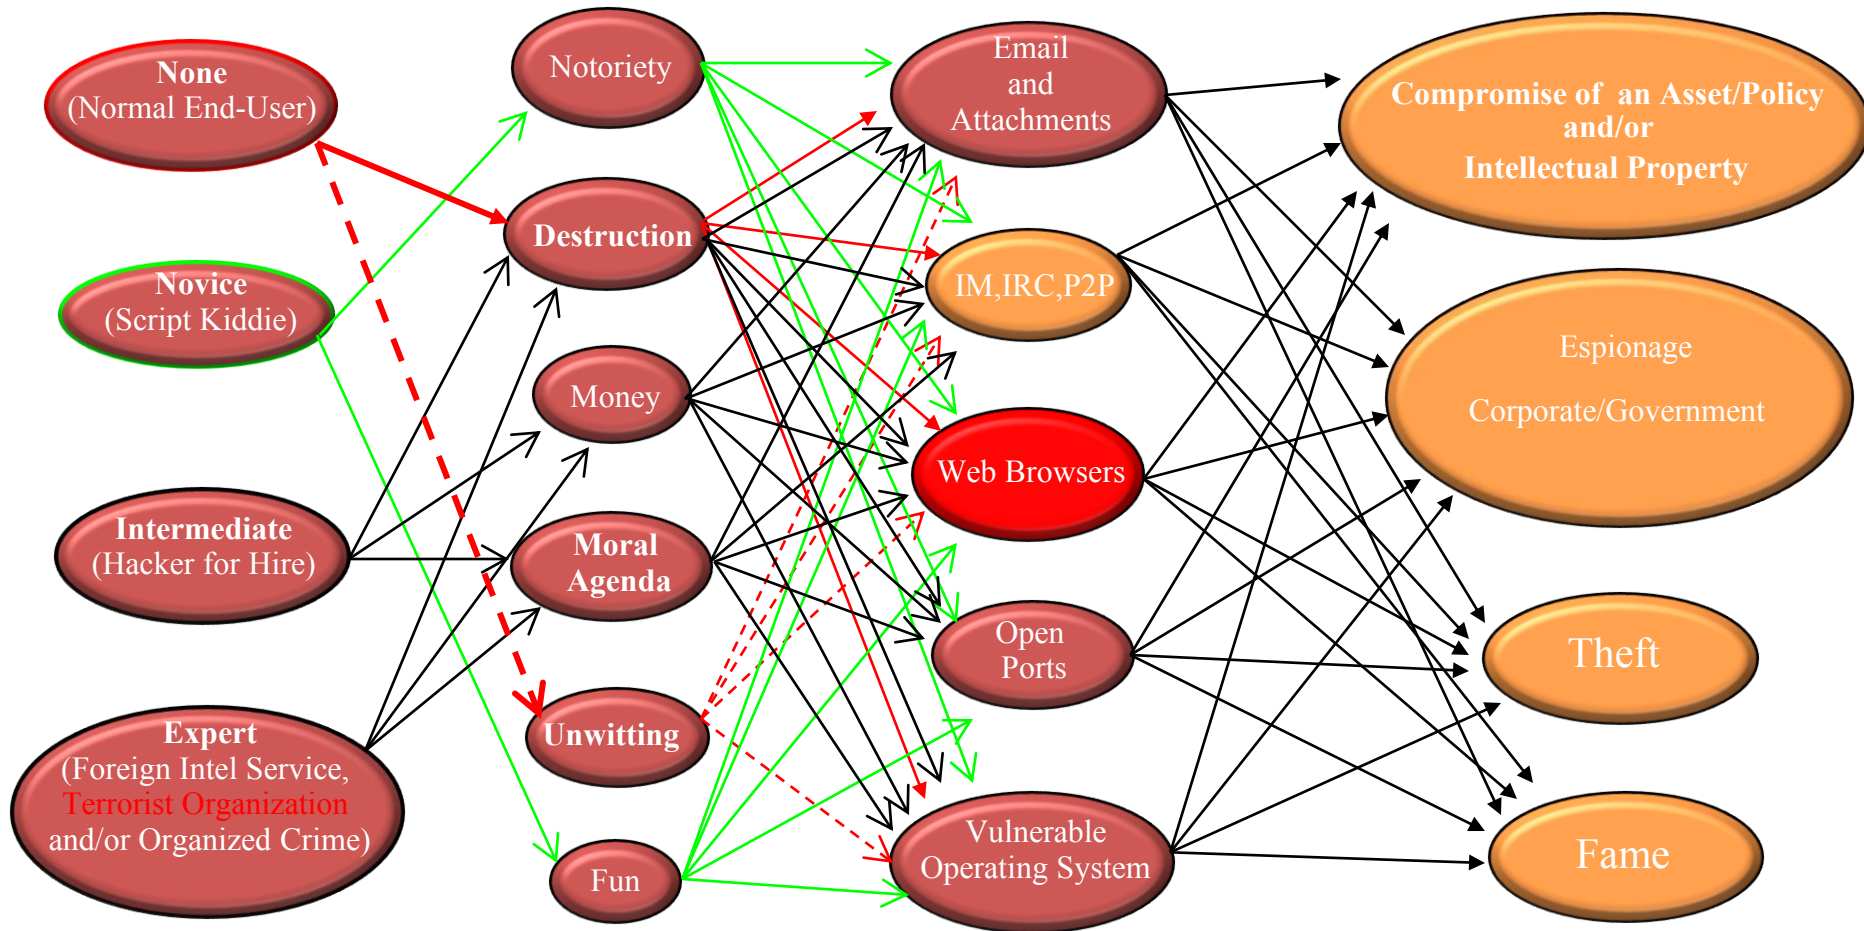 None
(Normal End-User)
Novice
(Script Kiddie)
Intermediate
(Hacker for Hire)
Expert
(Foreign Intel Service,
Terrorist Organization
and/or Organized Crime)
Notoriety
Destruction
Money
Moral
Agenda
Unwitting
Fun
Email
and
Attachments
IM,IRC,P2P
Web Browsers
Open
Ports
Vulnerable
Operating System
Compromise of an Asset/Policy
and/or
Intellectual Property
Espionage
Corporate/Government
Theft
Fame